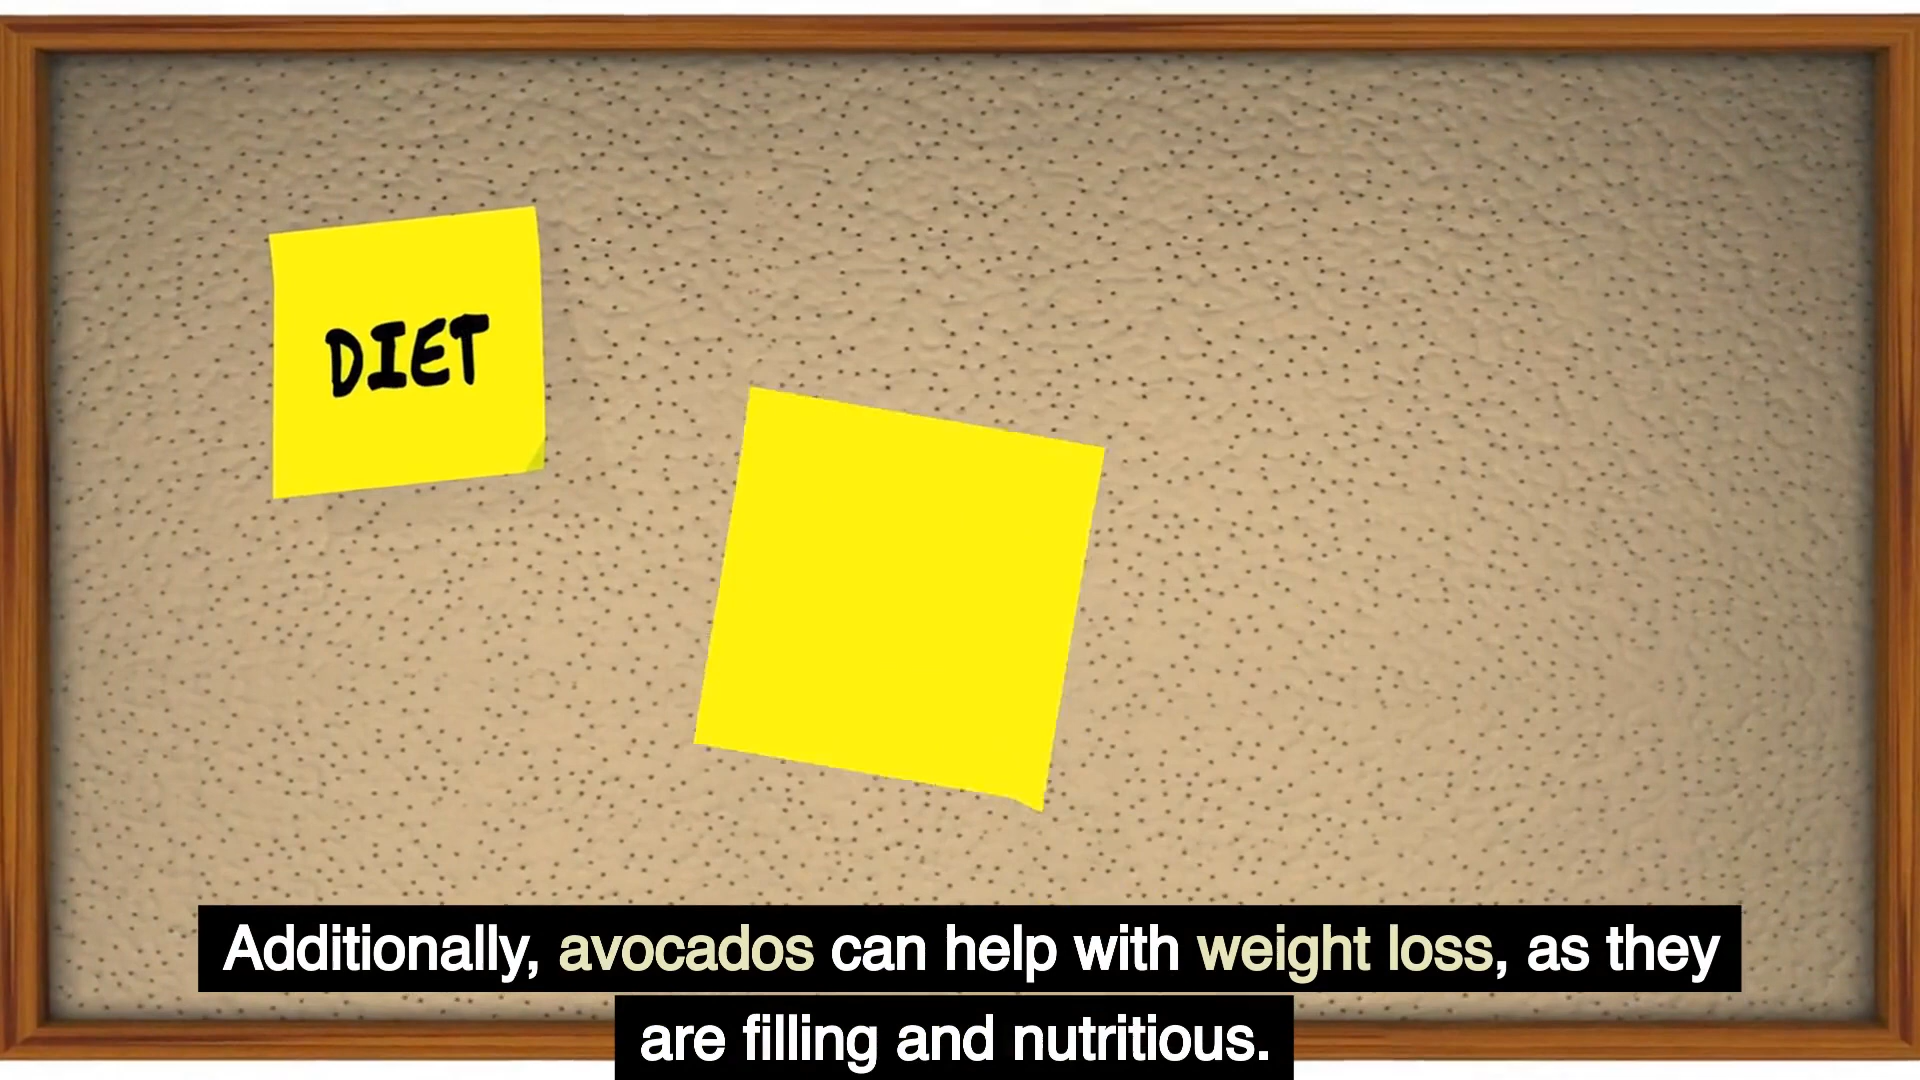 DIET
Additionally, avocados can help with weight loss, as they
are filling and nutritious.